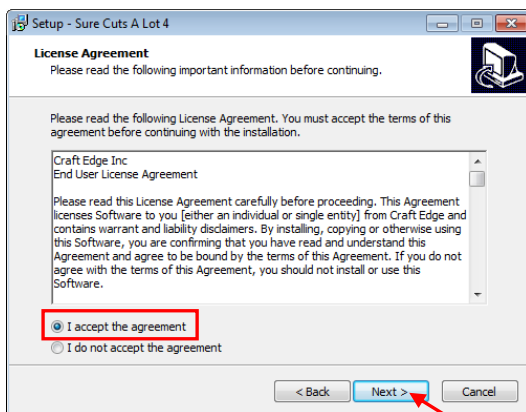 Setup - Sure Cuts A Lot 4
License Agreement
Please read the following important information before continuing.
Please read the following License Agreement. You must accept the terms of this
agreement before continuing with the installation.
Craft Edge Inc
End User License Agreement
Please read this License Agreement carefully before proceeding. This Agreement
licenses Software to you [either an individual or single entity] from Craft Edge and
contains warrant and liability disclaimers. By installing, copying or otherwise using
this Software, you are confirming that you have read and understand this
Agreement and agree to be bound by the terms of this Agreement. If you do not
agree with the terms of this Agreement, you should not install or use this
Software.
I accept the agreement
I do not accept the agreement
< Back Next > Cancel